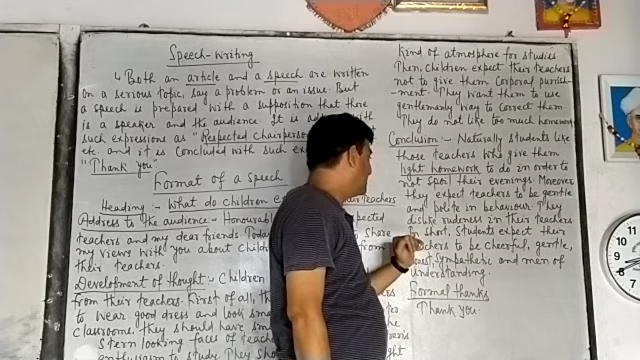 Speech-Writing
Both an article and a speech are written
on a serious topic, say a problem or an issue. But
a speech is prepared with a supposition that there
is a speaker and the audience. It is with
such expressions as "Respected Chairperson
etc and it is concluded with such
"Thank you"
Format of a speech
Heading:- What do children Teachers
Address to the audience:- Honourable
teachers and my dear friends Share
my views with you about from
their teachers.
Development of thought:- Children
from their teachers. First of all,
to wear good dress and look
classrooms, they should have
Stern looking faces of
enthusiasm to study. They
kind of atmosphere for studies
Then, Children expect their teachers
not to give them corporal punish-
-ment. They want them to use
gentlemanly way to correct them.
They do not like too much homework
Conclusion:- Naturally students like
those teachers who give them
light homework to do in order to
not spoil their evenings. Moreover
they expect teachers to be gentle
and polite in behaviour. They
dislike rudeness in their teachers
In short, Students expect their
teachers to be cheerful, gentle,
honest, Sympathetic and men of
understanding.
Formal thanks
Thank you.